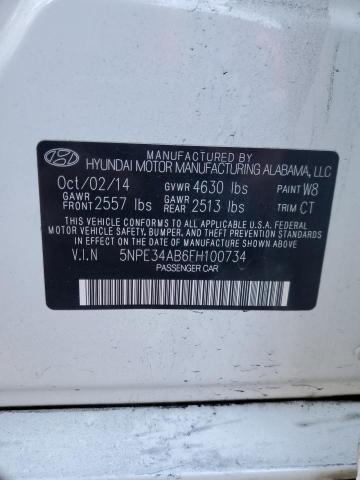 MANUFACTURED BY
HYUNDAI MOTOR MANUFACTURING ALABAMA, LLC
Oct/02/14 GVWR 4630 lbs PAINT W8
GAWR FRONT 2557 lbs GAWR REAR 2513 lbs TRIM CT
THIS VEHICLE CONFORMS TO ALL APPLICABLE U.S.A. FEDERAL
MOTOR VEHICLE SAFETY, BUMPER, AND THEFT PREVENTION STANDARDS
IN EFFECT ON THE DATE OF MANUFACTURE SHOWN ABOVE.
V.I.N 5NPE34AB6FH100734
PASSENGER CAR